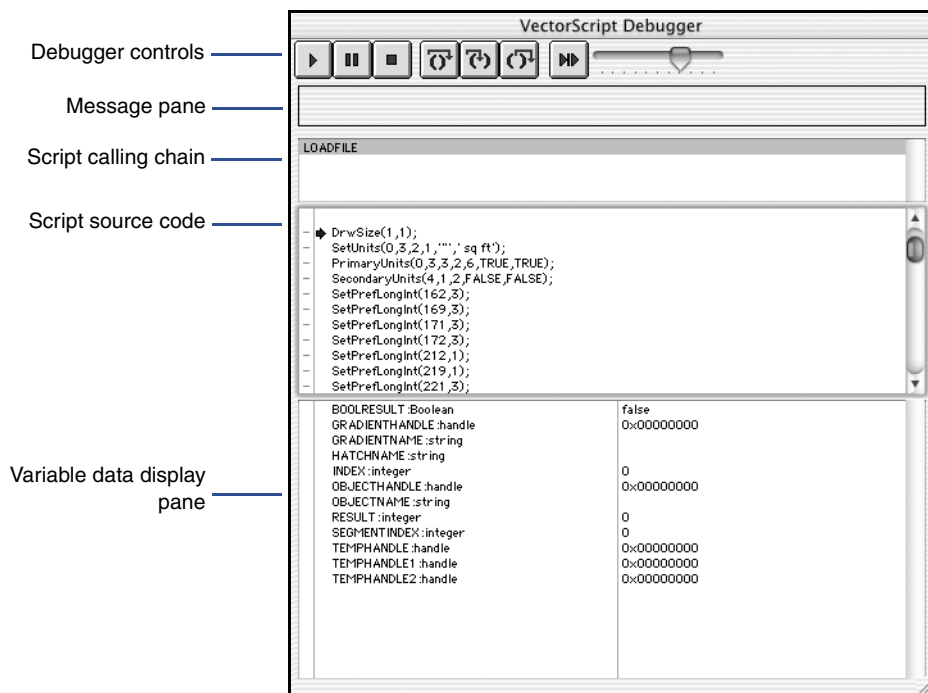 VectorScript Debugger
Debugger controls
Message pane
Script calling chain
LOADFILE
Script source code
DrwSize(1,1);
SetUnits(0,3,2,1,'"',' sq ft');
PrimaryUnits(0,3,3,2,6,TRUE,TRUE);
SecondaryUnits(4,1,2,FALSE,FALSE);
SetPrefLongInt(162,3);
SetPrefLongInt(169,3);
SetPrefLongInt(171,3);
SetPrefLongInt(172,3);
SetPrefLongInt(212,1);
SetPrefLongInt(219,1);
SetPrefLongInt(221,3);
Variable data display
pane
BOOLRESULT :Boolean false
GRADIENTHANDLE :handle 0x00000000
GRADIENTNAME :string
HATCHNAME :string
INDEX :integer 0
OBJECTHANDLE :handle 0x00000000
OBJECTNAME :string
RESULT :integer 0
SEGMENTINDEX :integer 0
TEMPHANDLE :handle 0x00000000
TEMPHANDLE1 :handle 0x00000000
TEMPHANDLE2 :handle 0x00000000